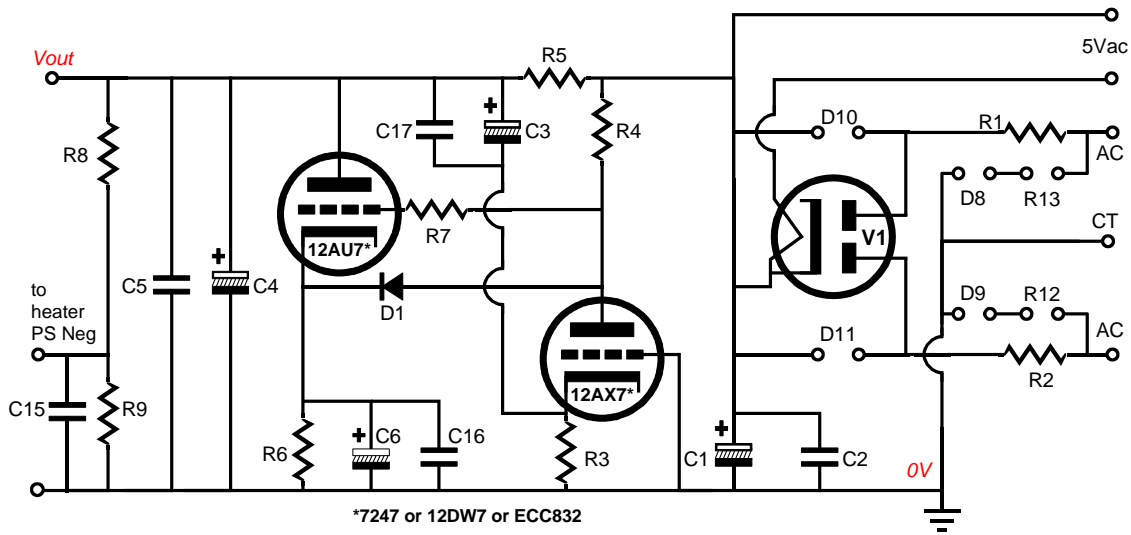 Vout
R5
5Vac
R8
C17
+
C3
R4
D10
R1
AC
D8
R13
R7
12AU7*
V1
CT
to
heater
PS Neg
C5
+
C4
D1
D9
R12
D11
AC
R2
12AX7*
C15
R9
R6
+
C6
C16
R3
+
C1
C2
0V
*7247 or 12DW7 or ECC832